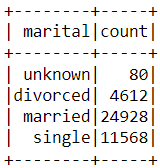 +--------+-----+
| marital|count|
+--------+-----+
| unknown|   80|
|divorced| 4612|
| married|24928|
|  single|11568|
+--------+-----+